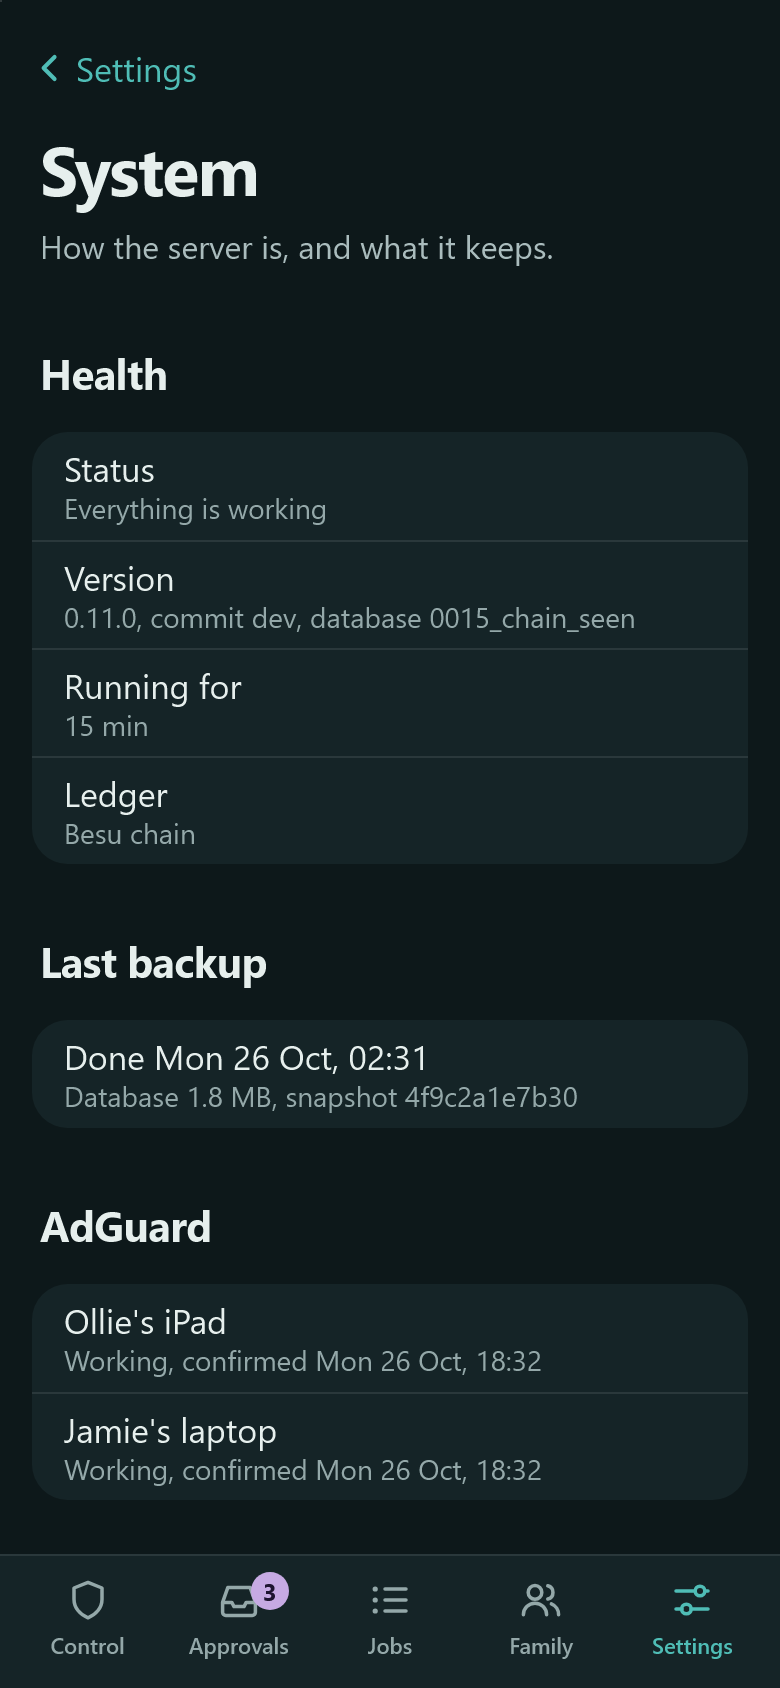 Settings
System
How the server is, and what it keeps.
Health
Status
Everything is working
Version
0.11.0, commit dev, database 0015_chain_seen
Running for
15 min
Ledger
Besu chain
Last backup
Done Mon 26 Oct, 02:31
Database 1.8 MB, snapshot 4f9c2a1e7b30
AdGuard
Ollie's iPad
Working, confirmed Mon 26 Oct, 18:32
Jamie's laptop
Working, confirmed Mon 26 Oct, 18:32
3
Control Approvals Jobs Family Settings